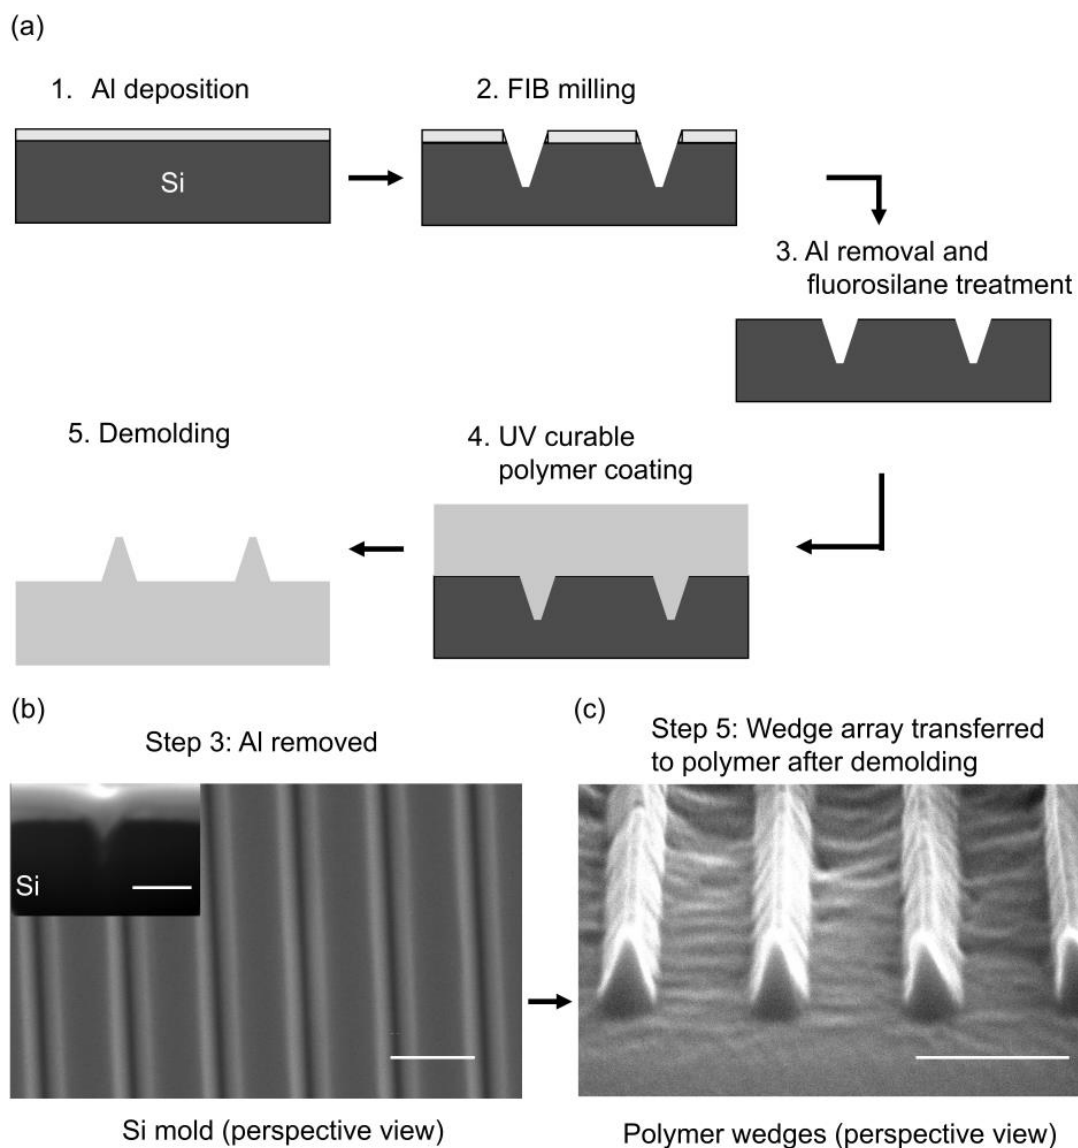 (a)
1. Al deposition
2. FIB milling
Si
3. Al removal and
fluorosilane treatment
5. Demolding
4. UV curable
polymer coating
(b)
Step 3: Al removed
(c)
Step 5: Wedge array transferred
to polymer after demolding
Si
Si mold (perspective view)
Polymer wedges (perspective view)